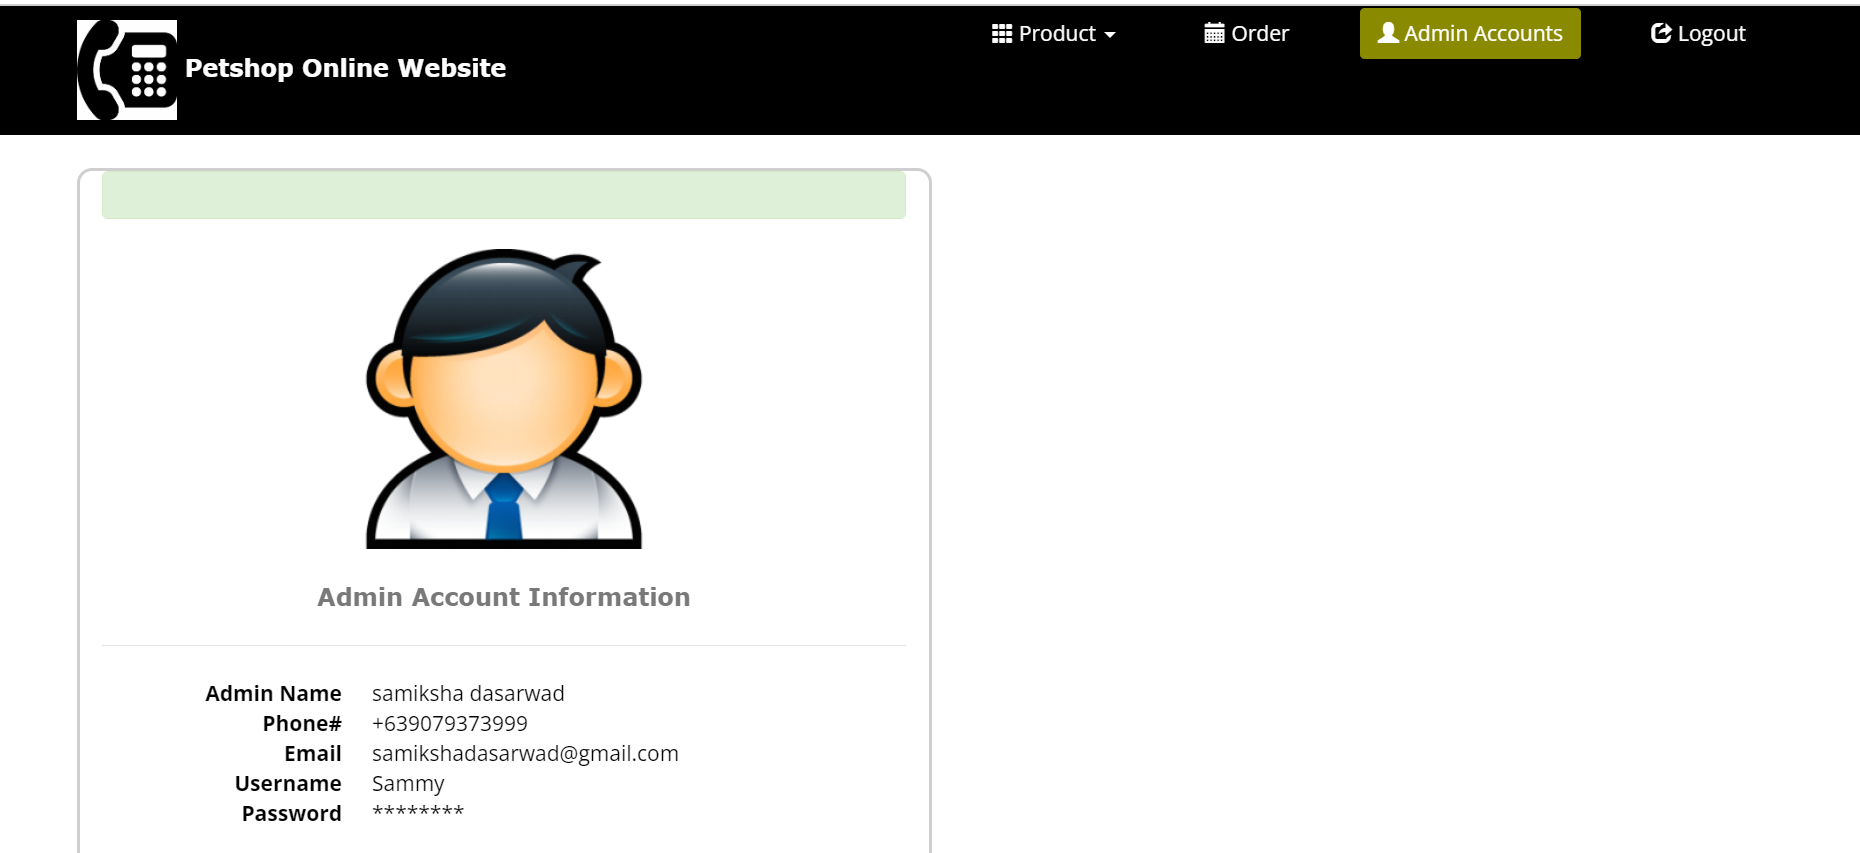 Product
Order
Admin Accounts
Logout
Petshop Online Website
Admin Account Information
Admin Name samiksha dasarwad
Phone# +639079373999
Email samikshadasarwad@gmail.com
Username Sammy
Password ********